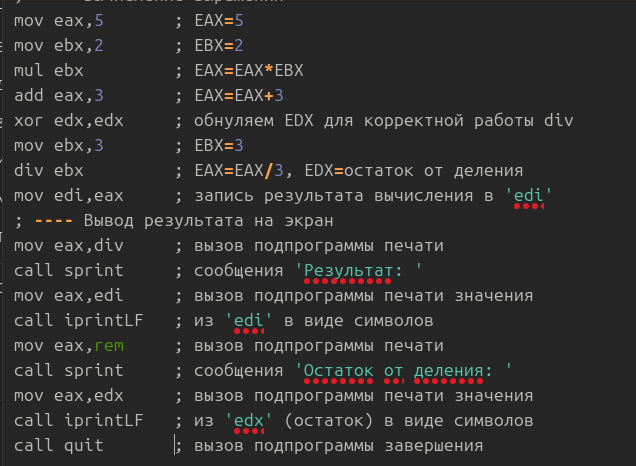 mov eax,5 ; EAX=5
mov ebx,2 ; EBX=2
mul ebx ; EAX=EAX*EBX
add eax,3 ; EAX=EAX+3
xor edx,edx ; обнуляем EDX для корректной работы div
mov ebx,3 ; EBX=3
div ebx ; EAX=EAX/3, EDX=остаток от деления
mov edi,eax ; запись результата вычисления в 'edi'
; ---- Вывод результата на экран
mov eax,div ; вызов подпрограммы печати
call sprint ; сообщения 'Результат: '
mov eax,edi ; вызов подпрограммы печати значения
call iprintLF ; из 'edi' в виде символов
mov eax,rem ; вызов подпрограммы печати
call sprint ; сообщения 'Остаток от деления: '
mov eax,edx ; вызов подпрограммы печати значения
call iprintLF ; из 'edx' (остаток) в виде символов
call quit ; вызов подпрограммы завершения